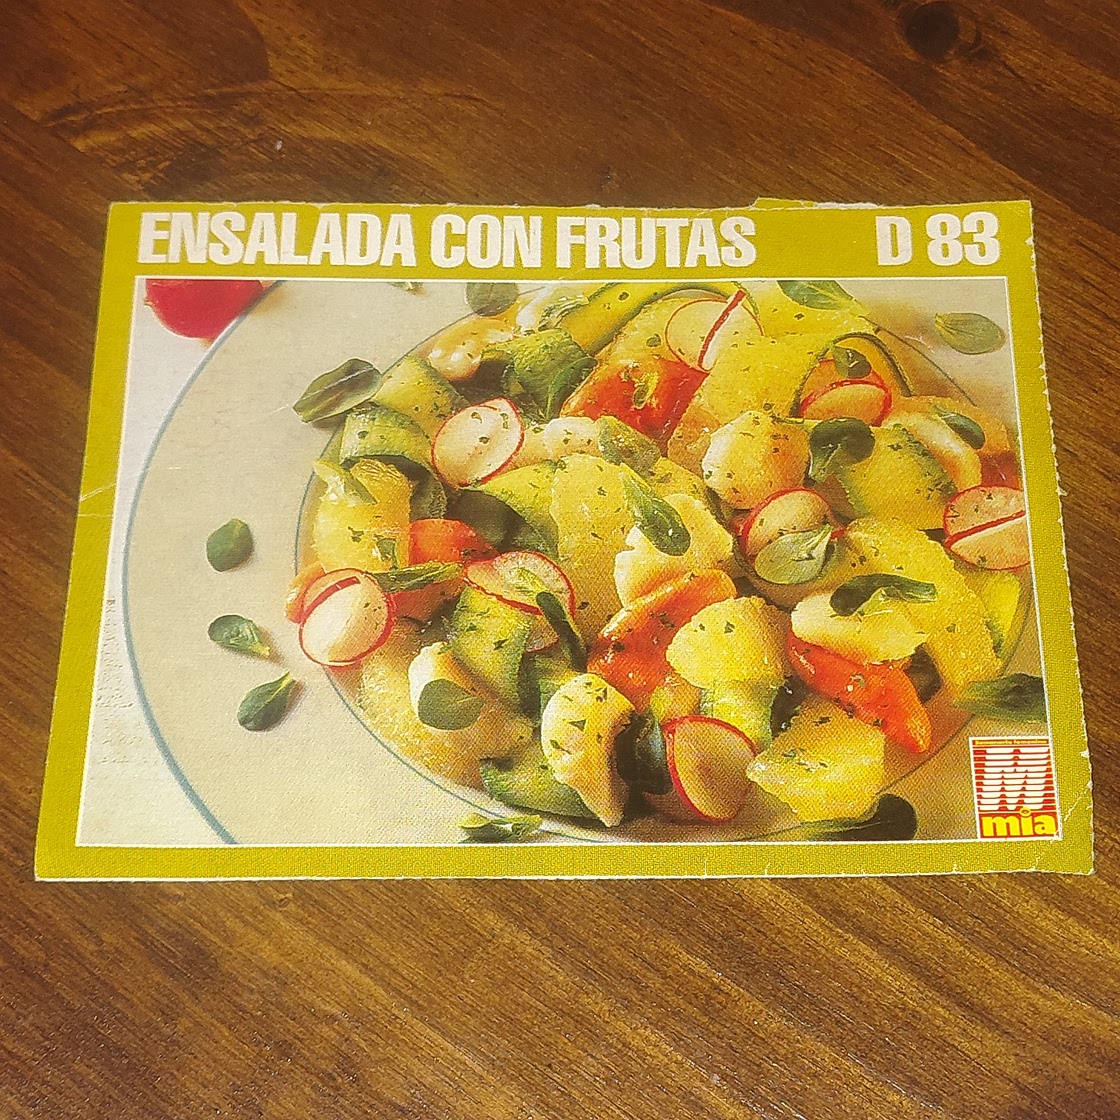 ENSALADA CON FRUTAS D 83
M
mia